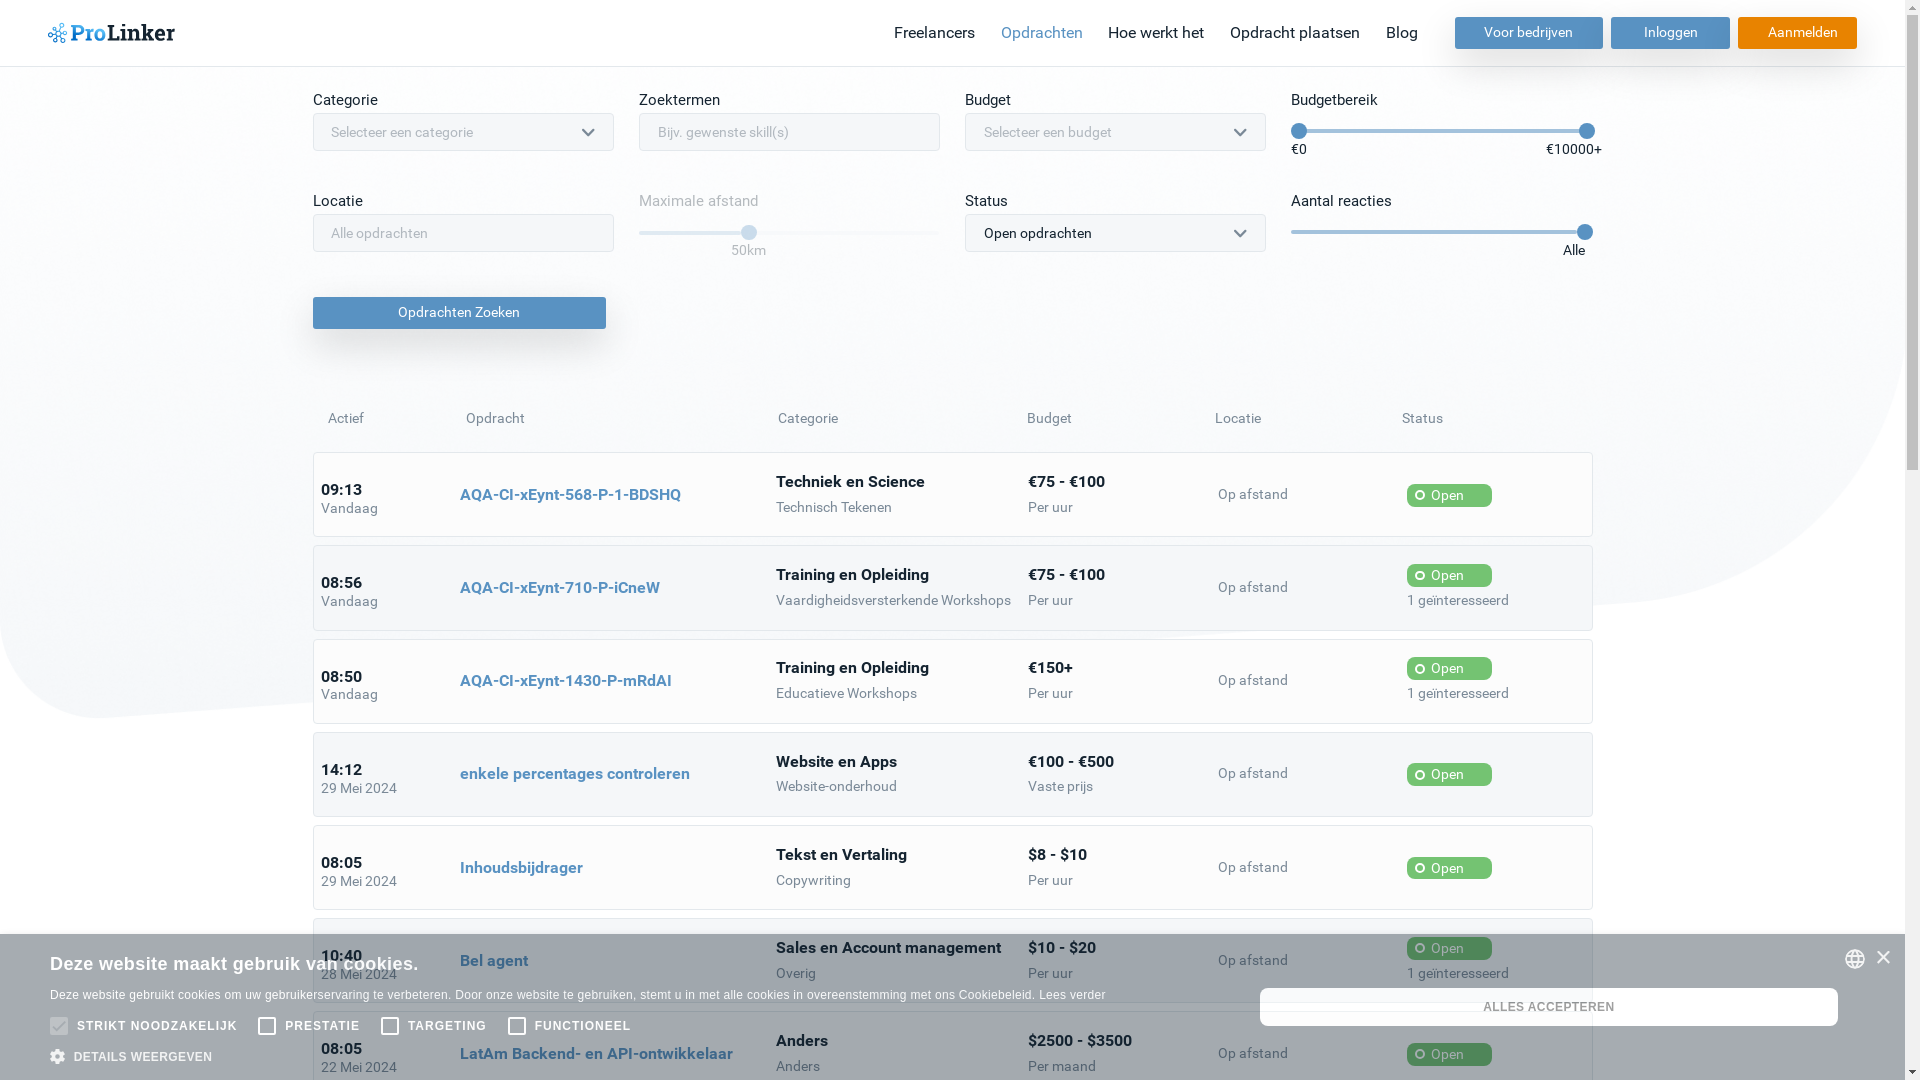 ProLinker
Freelancers Opdrachten Hoe werkt het Opdracht plaatsen Blog Voor bedrijven Inloggen Aanmelden
Categorie Zoektermen Budget Budgetbereik
Selecteer een categorie Bijv. gewenste skill(s) Selecteer een budget
€0 €10000+
Locatie Maximale afstand Status Aantal reacties
Alle opdrachten Open opdrachten
50km Alle
Opdrachten Zoeken
Actief Opdracht Categorie Budget Locatie Status
09:13 AQA-CI-xEynt-568-P-1-BDSHQ Techniek en Science €75 - €100 Op afstand Open
Vandaag Technisch Tekenen Per uur
08:56 AQA-CI-xEynt-710-P-iCneW Training en Opleiding €75 - €100 Op afstand Open
Vandaag Vaardigheidsversterkende Workshops Per uur 1 geïnteresseerd
08:50 AQA-CI-xEynt-1430-P-mRdAI Training en Opleiding €150+ Op afstand Open
Vandaag Educatieve Workshops Per uur 1 geïnteresseerd
14:12 enkele percentages controleren Website en Apps €100 - €500 Op afstand Open
29 Mei 2024 Website-onderhoud Vaste prijs
08:05 Inhoudsbijdrager Tekst en Vertaling $8 - $10 Op afstand Open
29 Mei 2024 Copywriting Per uur
10:40 Bel agent Sales en Account management $10 - $20 Op afstand Open
28 Mei 2024 Overig Per uur 1 geïnteresseerd
08:05 LatAm Backend- en API-ontwikkelaar Anders $2500 - $3500 Op afstand Open
22 Mei 2024 Anders Per maand
Deze website maakt gebruik van cookies.
Deze website gebruikt cookies om uw gebruikerservaring te verbeteren. Door onze website te gebruiken, stemt u in met alle cookies in overeenstemming met ons Cookiebeleid. Lees verder
STRIKT NOODZAKELIJK PRESTATIE TARGETING FUNCTIONEEL
DETAILS WEERGEVEN
ALLES ACCEPTEREN
×